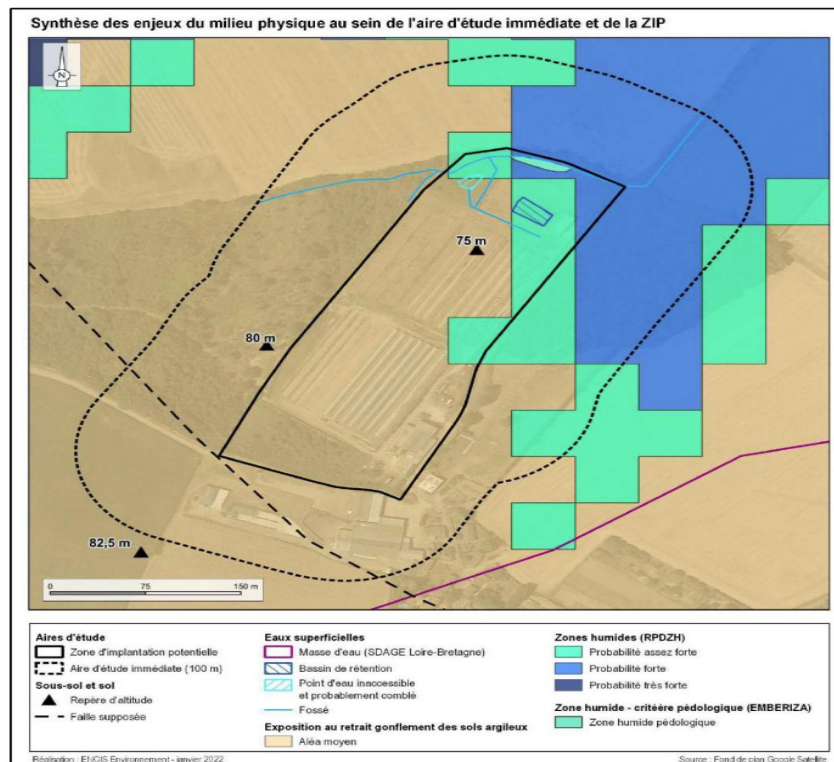 Synthèse des enjeux du milieu physique au sein de l'aire d'étude immédiate et de la ZIP
N
75 m
80 m
82,5 m
0 75 150 m
Aires d'étude
Zone d'implantation potentielle
Aire d'étude immédiate (100 m)
Sous-sol et sol
Repère d'altitude
Faille supposée
Eaux superficielles
Masse d'eau (SDAGE Loire-Bretagne)
Bassin de rétention
Point d'eau inaccessible
et probablement comblé
Fossé
Exposition au retrait gonflement des sols argileux
Aléa moyen
Zones humides (RPDZH)
Probabilité assez forte
Probabilité forte
Probabilité très forte
Zone humide - critéère pédologique (EMBERIZA)
Zone humide pédologique
Réalisation : ENCIS Environnement - janvier 2022
Source : Fond de plan Google Satellite